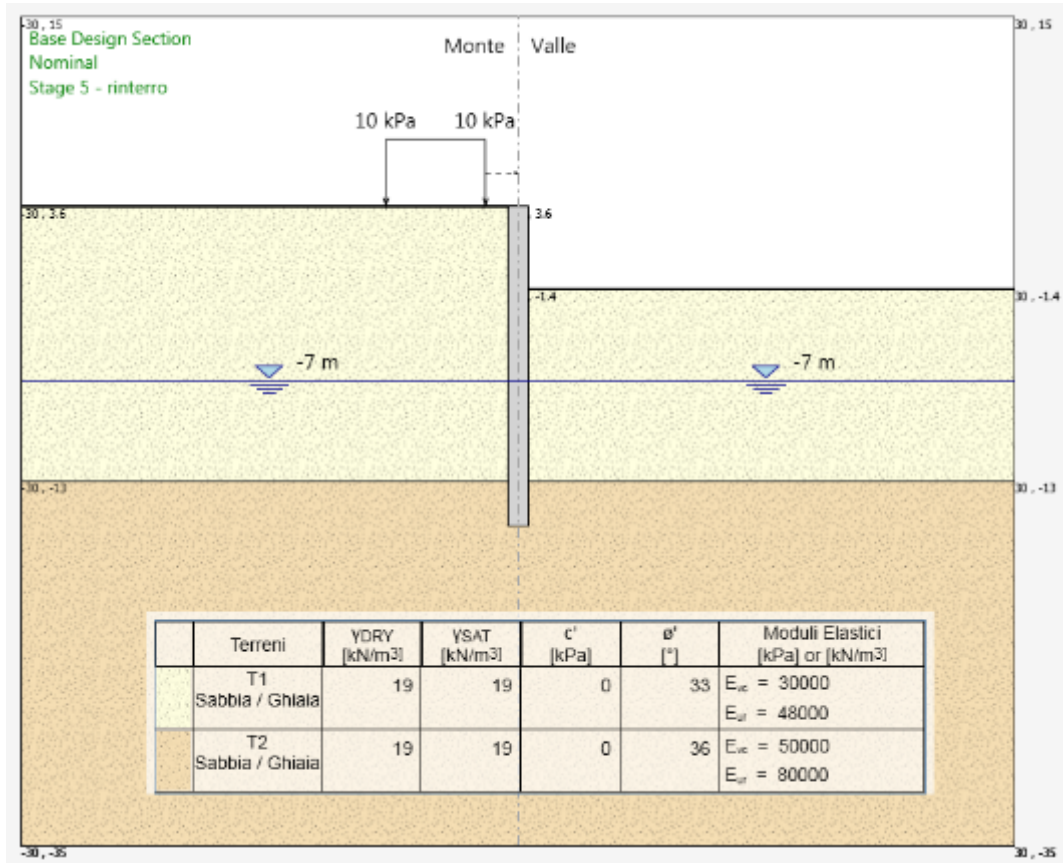 -30, 15
30, 15
Base Design Section
Nominal
Stage 5 - rinterro
Monte Valle
10 kPa 10 kPa
-30, 3.6
3.6
-1.4
30, -1.4
-7 m
-7 m
-30, -13
30, -13
Terreni γDRY [kN/m3] γSAT [kN/m3] c' [kPa] ø' [°] Moduli Elastici [kPa] or [kN/m3]
T1 Sabbia / Ghiaia 19 19 0 33 Evc = 30000
Eur = 48000
T2 Sabbia / Ghiaia 19 19 0 36 Evc = 50000
Eur = 80000
-30, -35
30, -35